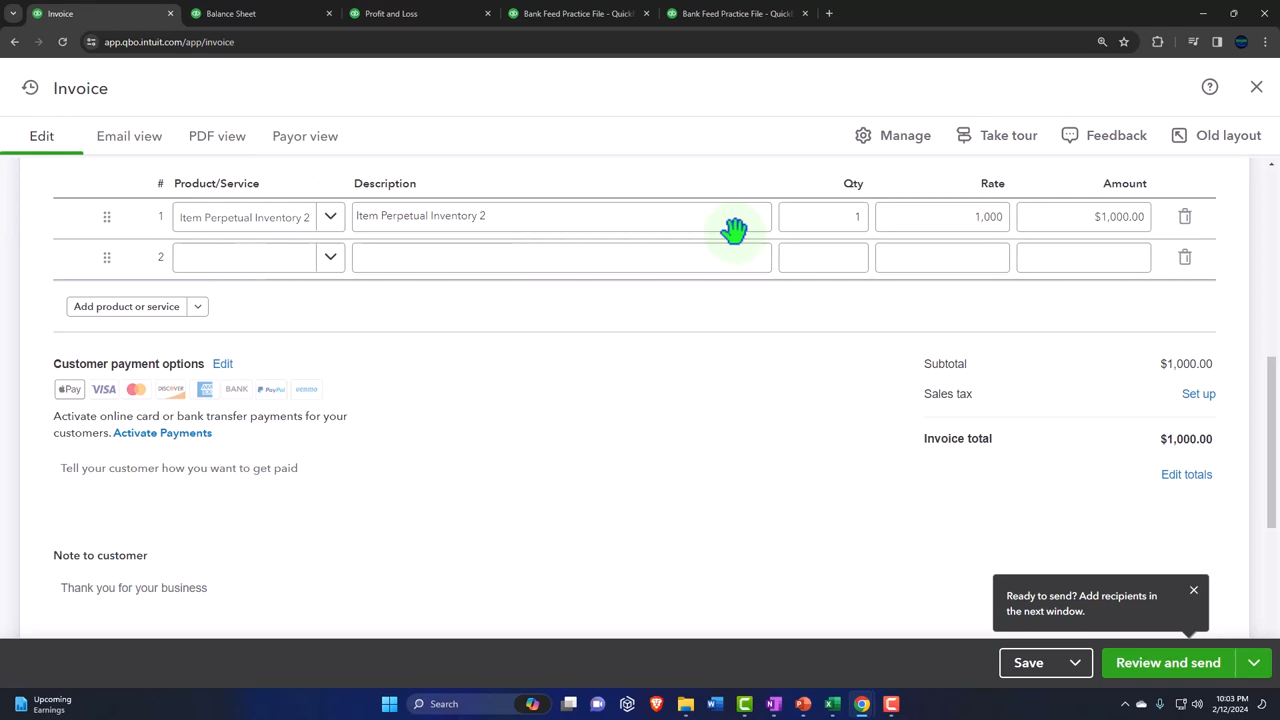 Invoice
Balance Sheet
Profit and Loss
Bank Feed Practice File - Quick
Bank Feed Practice File - Quick
app.qbo.intuit.com/app/invoice
Invoice
Edit
Email view
PDF view
Payor view
Manage
Take tour
Feedback
Old layout
# Product/Service Description Qty Rate Amount
1 Item Perpetual Inventory 2 Item Perpetual Inventory 2 1 1,000 $1,000.00
2
Add product or service
Customer payment options Edit
Pay VISA DISCOVER AM EX BANK PayPal venmo
Activate online card or bank transfer payments for your
customers. Activate Payments
Tell your customer how you want to get paid
Subtotal $1,000.00
Sales tax Set up
Invoice total $1,000.00
Edit totals
Note to customer
Thank you for your business
Ready to send? Add recipients in
the next window.
Save
Review and send
Upcoming
Earnings
Search
10:03 PM
2/12/2024